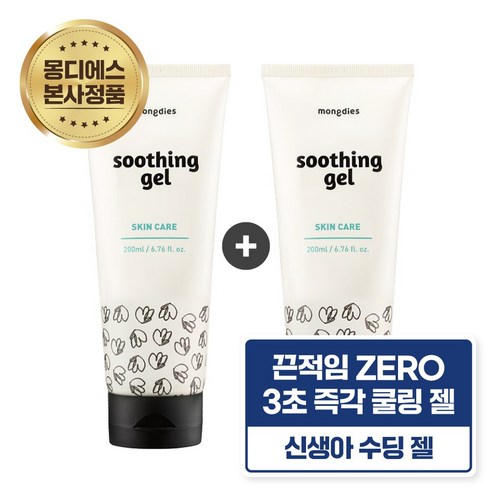 몽디에스
본사정품
mongdies
soothing
gel
SKIN CARE
200ml / 6.76 fl. oz.
+
mongdies
soothing
gel
SKIN CARE
200ml / 6.76 fl. oz.
끈적임 ZERO
3초 즉각 쿨링 젤
신생아 수딩 젤